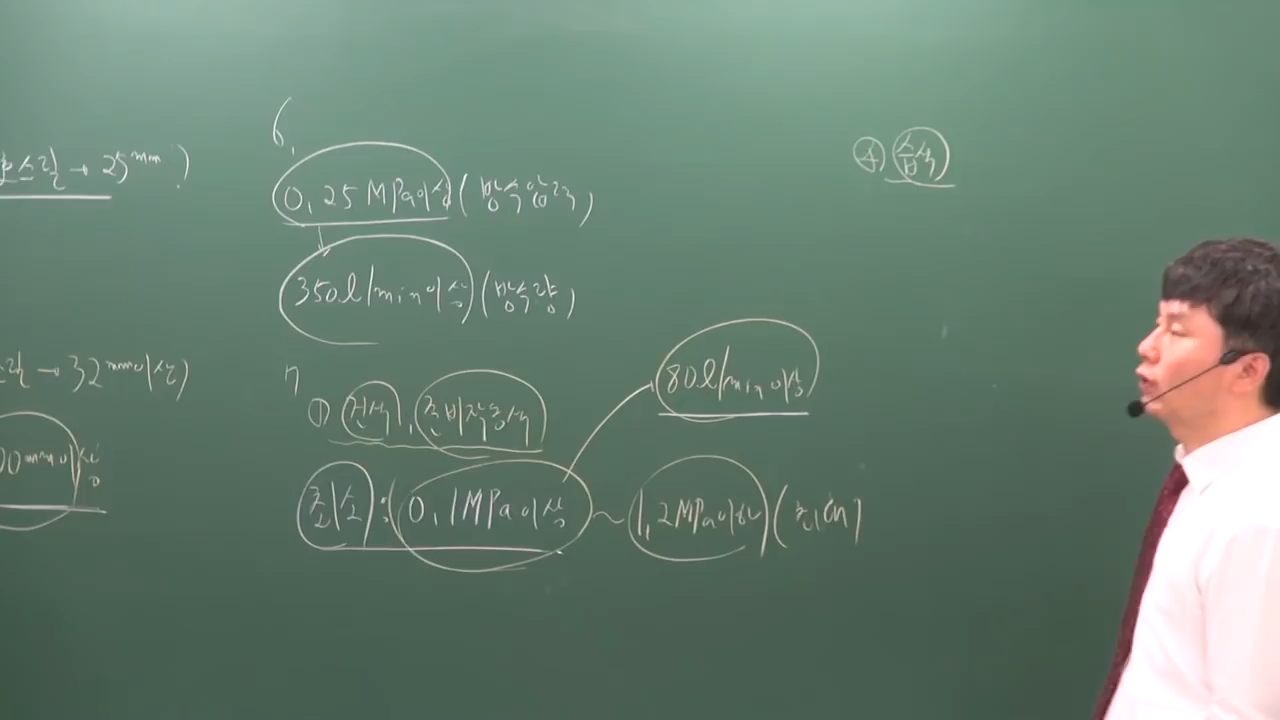 호스릴 → 25mm)
→ 32mm이상)
00mm이상
6.
0.25MPa이상 (방수압력)
350l/min이상 (방수량)
7
① 건식, 준비작동식
최소 : 0.1MPa이상 ~ 1.2MPa이하 (최대)
80l/min이상
④ 습식